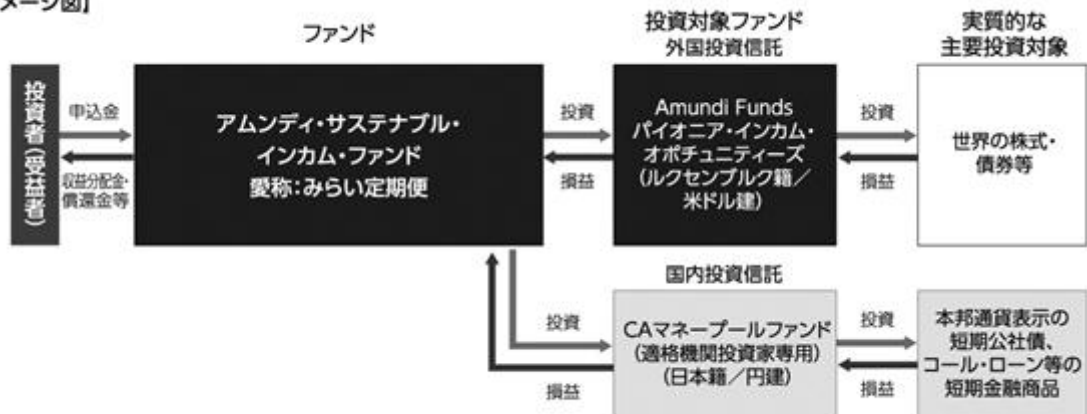 メージ図】
ファンド
投資対象ファンド
外国投資信託
実質的な
主要投資対象
投資者(受益者)
申込金
収益分配金・
償還金等
アムンディ・サステナブル・
インカム・ファンド
愛称:みらい定期便
投資
損益
Amundi Funds
パイオニア・インカム・
オポチュニティーズ
(ルクセンブルク籍/
米ドル建)
投資
損益
世界の株式・
債券等
国内投資信託
投資
損益
CAマネープールファンド
(適格機関投資家専用)
(日本籍/円建)
投資
損益
本邦通貨表示の
短期公社債、
コール・ローン等の
短期金融商品